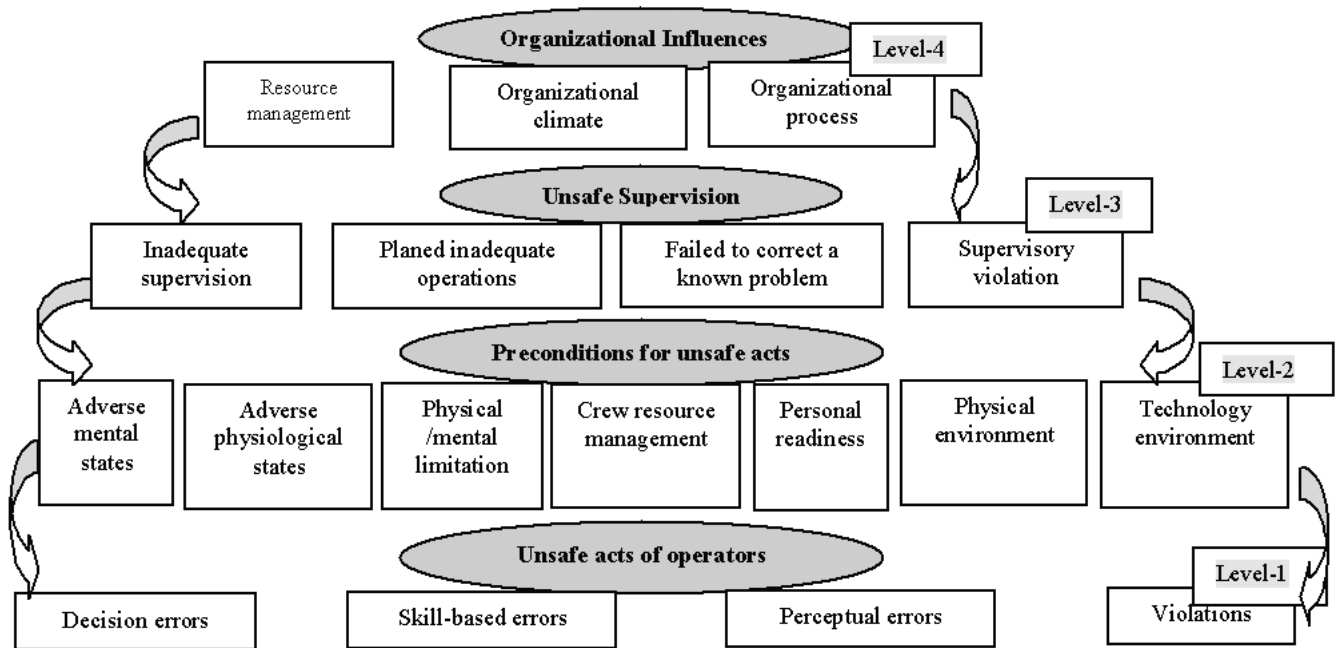 Organizational Influences
Level-4
Resource
management
Organizational
climate
Organizational
process
Unsafe Supervision
Level-3
Inadequate
supervision
Planed inadequate
operations
Failed to correct a
known problem
Supervisory
violation
Preconditions for unsafe acts
Level-2
Adverse
mental
states
Adverse
physiological
states
Physical
/mental
limitation
Crew resource
management
Personal
readiness
Physical
environment
Technology
environment
Unsafe acts of operators
Level-1
Decision errors
Skill-based errors
Perceptual errors
Violations